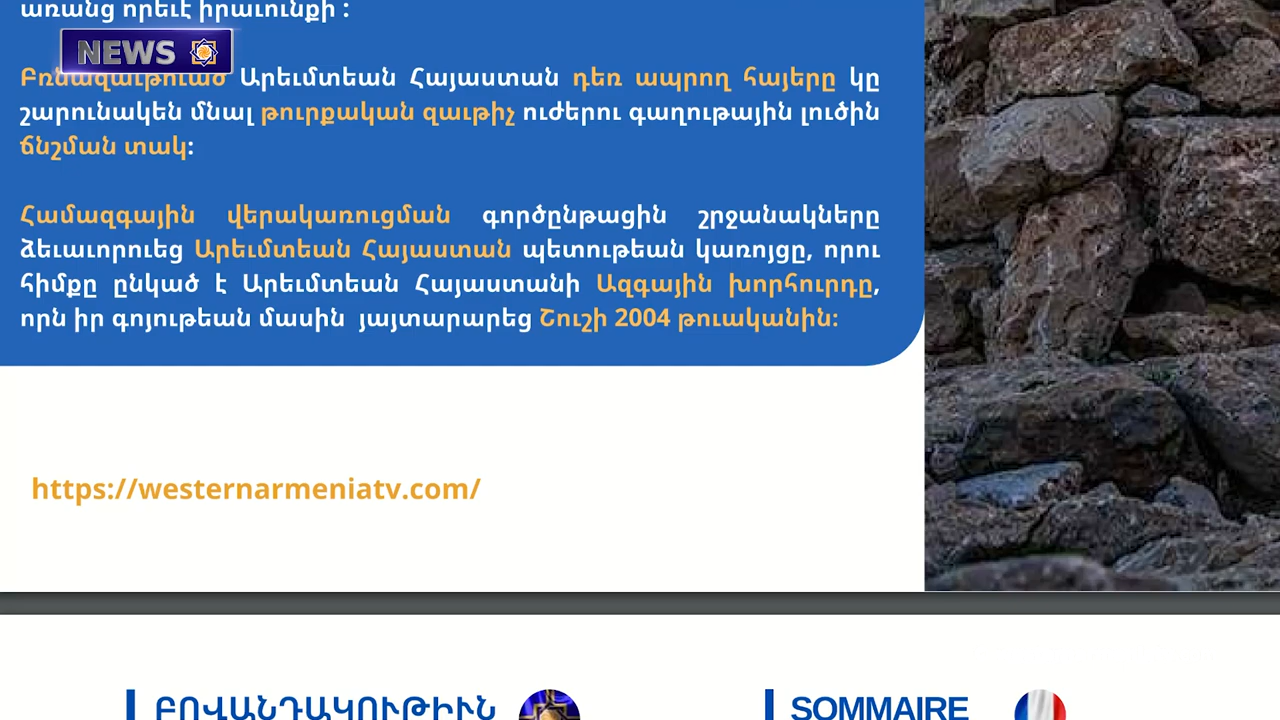 առանց որեւէ իրաւունքի :
NEWS
Բռնազաւթուած Արեւմտեան Հայաստան դեռ ապրող հայերը կը
շարունակեն մնալ թուրքական զաւթիչ ուժերու գաղութային լուծին
ճնշման տակ:
Համազգային վերակառուցման գործընթացին շրջանակները
ձեւաւորուեց Արեւմտեան Հայաստան պետութեան կառոյցը, որու
հիմքը ընկած է Արեւմտեան Հայաստանի Ազգային խորհուրդը,
որն իր գոյութեան մասին յայտարարեց Շուշի 2004 թուականին:
https://westernarmeniatv.com/
ԲՈՎԱՆԴԱԿՈՒԹԻՒՆ
SOMMAIRE